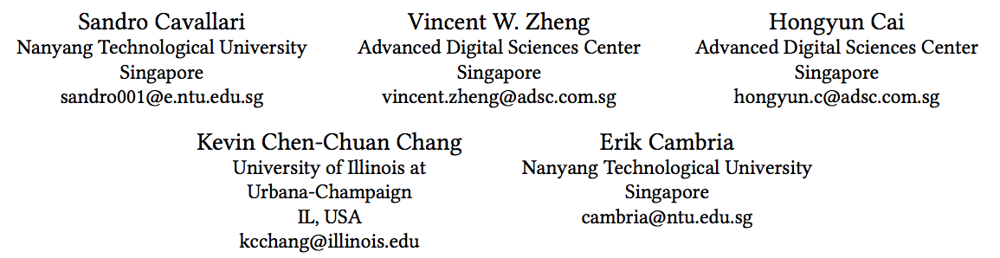 Sandro Cavallari
Nanyang Technological University
Singapore
sandro001@e.ntu.edu.sg
Vincent W. Zheng
Advanced Digital Sciences Center
Singapore
vincent.zheng@adsc.com.sg
Hongyun Cai
Advanced Digital Sciences Center
Singapore
hongyun.c@adsc.com.sg
Kevin Chen-Chuan Chang
University of Illinois at
Urbana-Champaign
IL, USA
kcchang@illinois.edu
Erik Cambria
Nanyang Technological University
Singapore
cambria@ntu.edu.sg